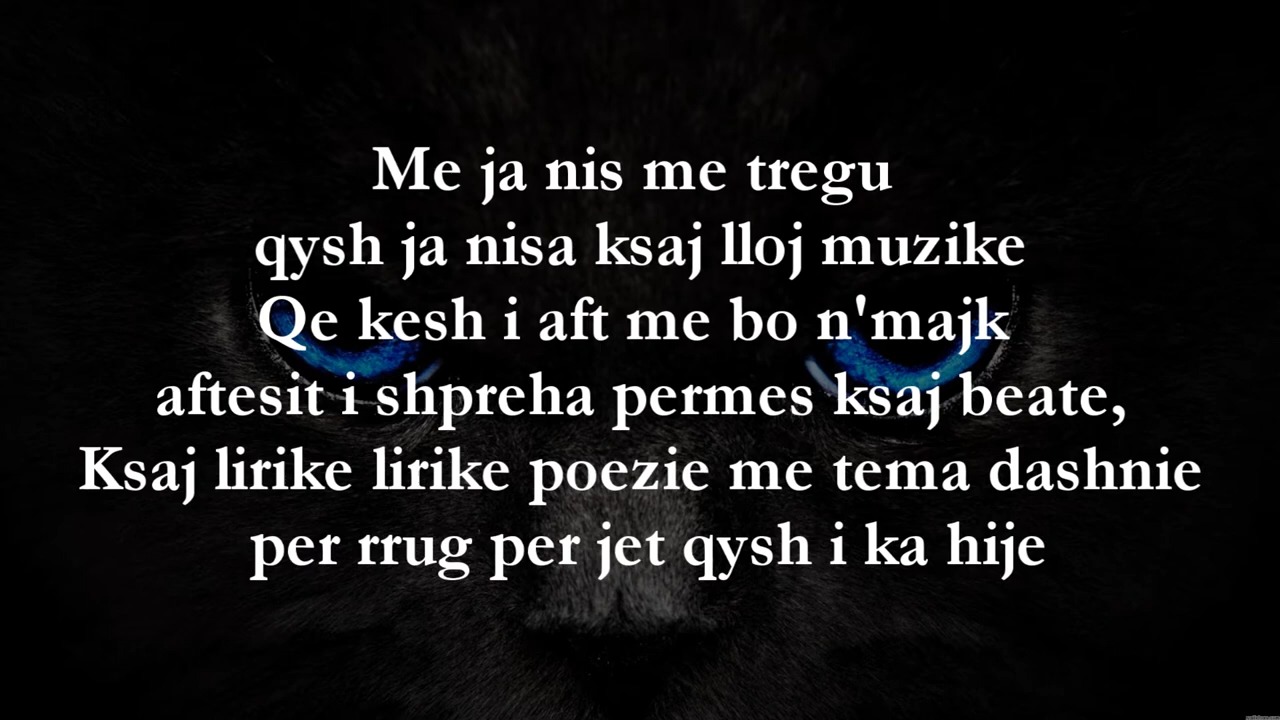 Me ja nis me tregu
qysh ja nisa ksaj lloj muzike
Qe kesh i aft me bo n'majk
aftesit i shpreha permes ksaj beate,
Ksaj lirike lirike poezie me tema dashnie
per rrug per jet qysh i ka hije